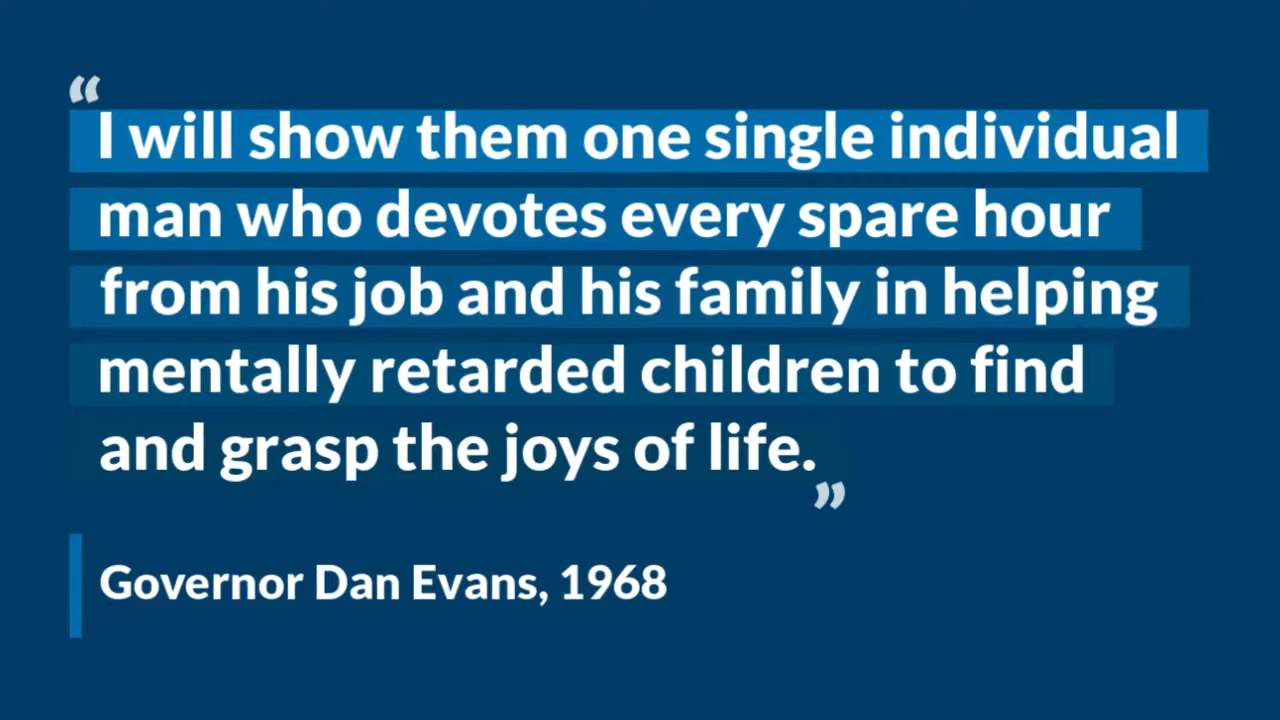 “
I will show them one single individual
man who devotes every spare hour
from his job and his family in helping
mentally retarded children to find
and grasp the joys of life.
”
Governor Dan Evans, 1968